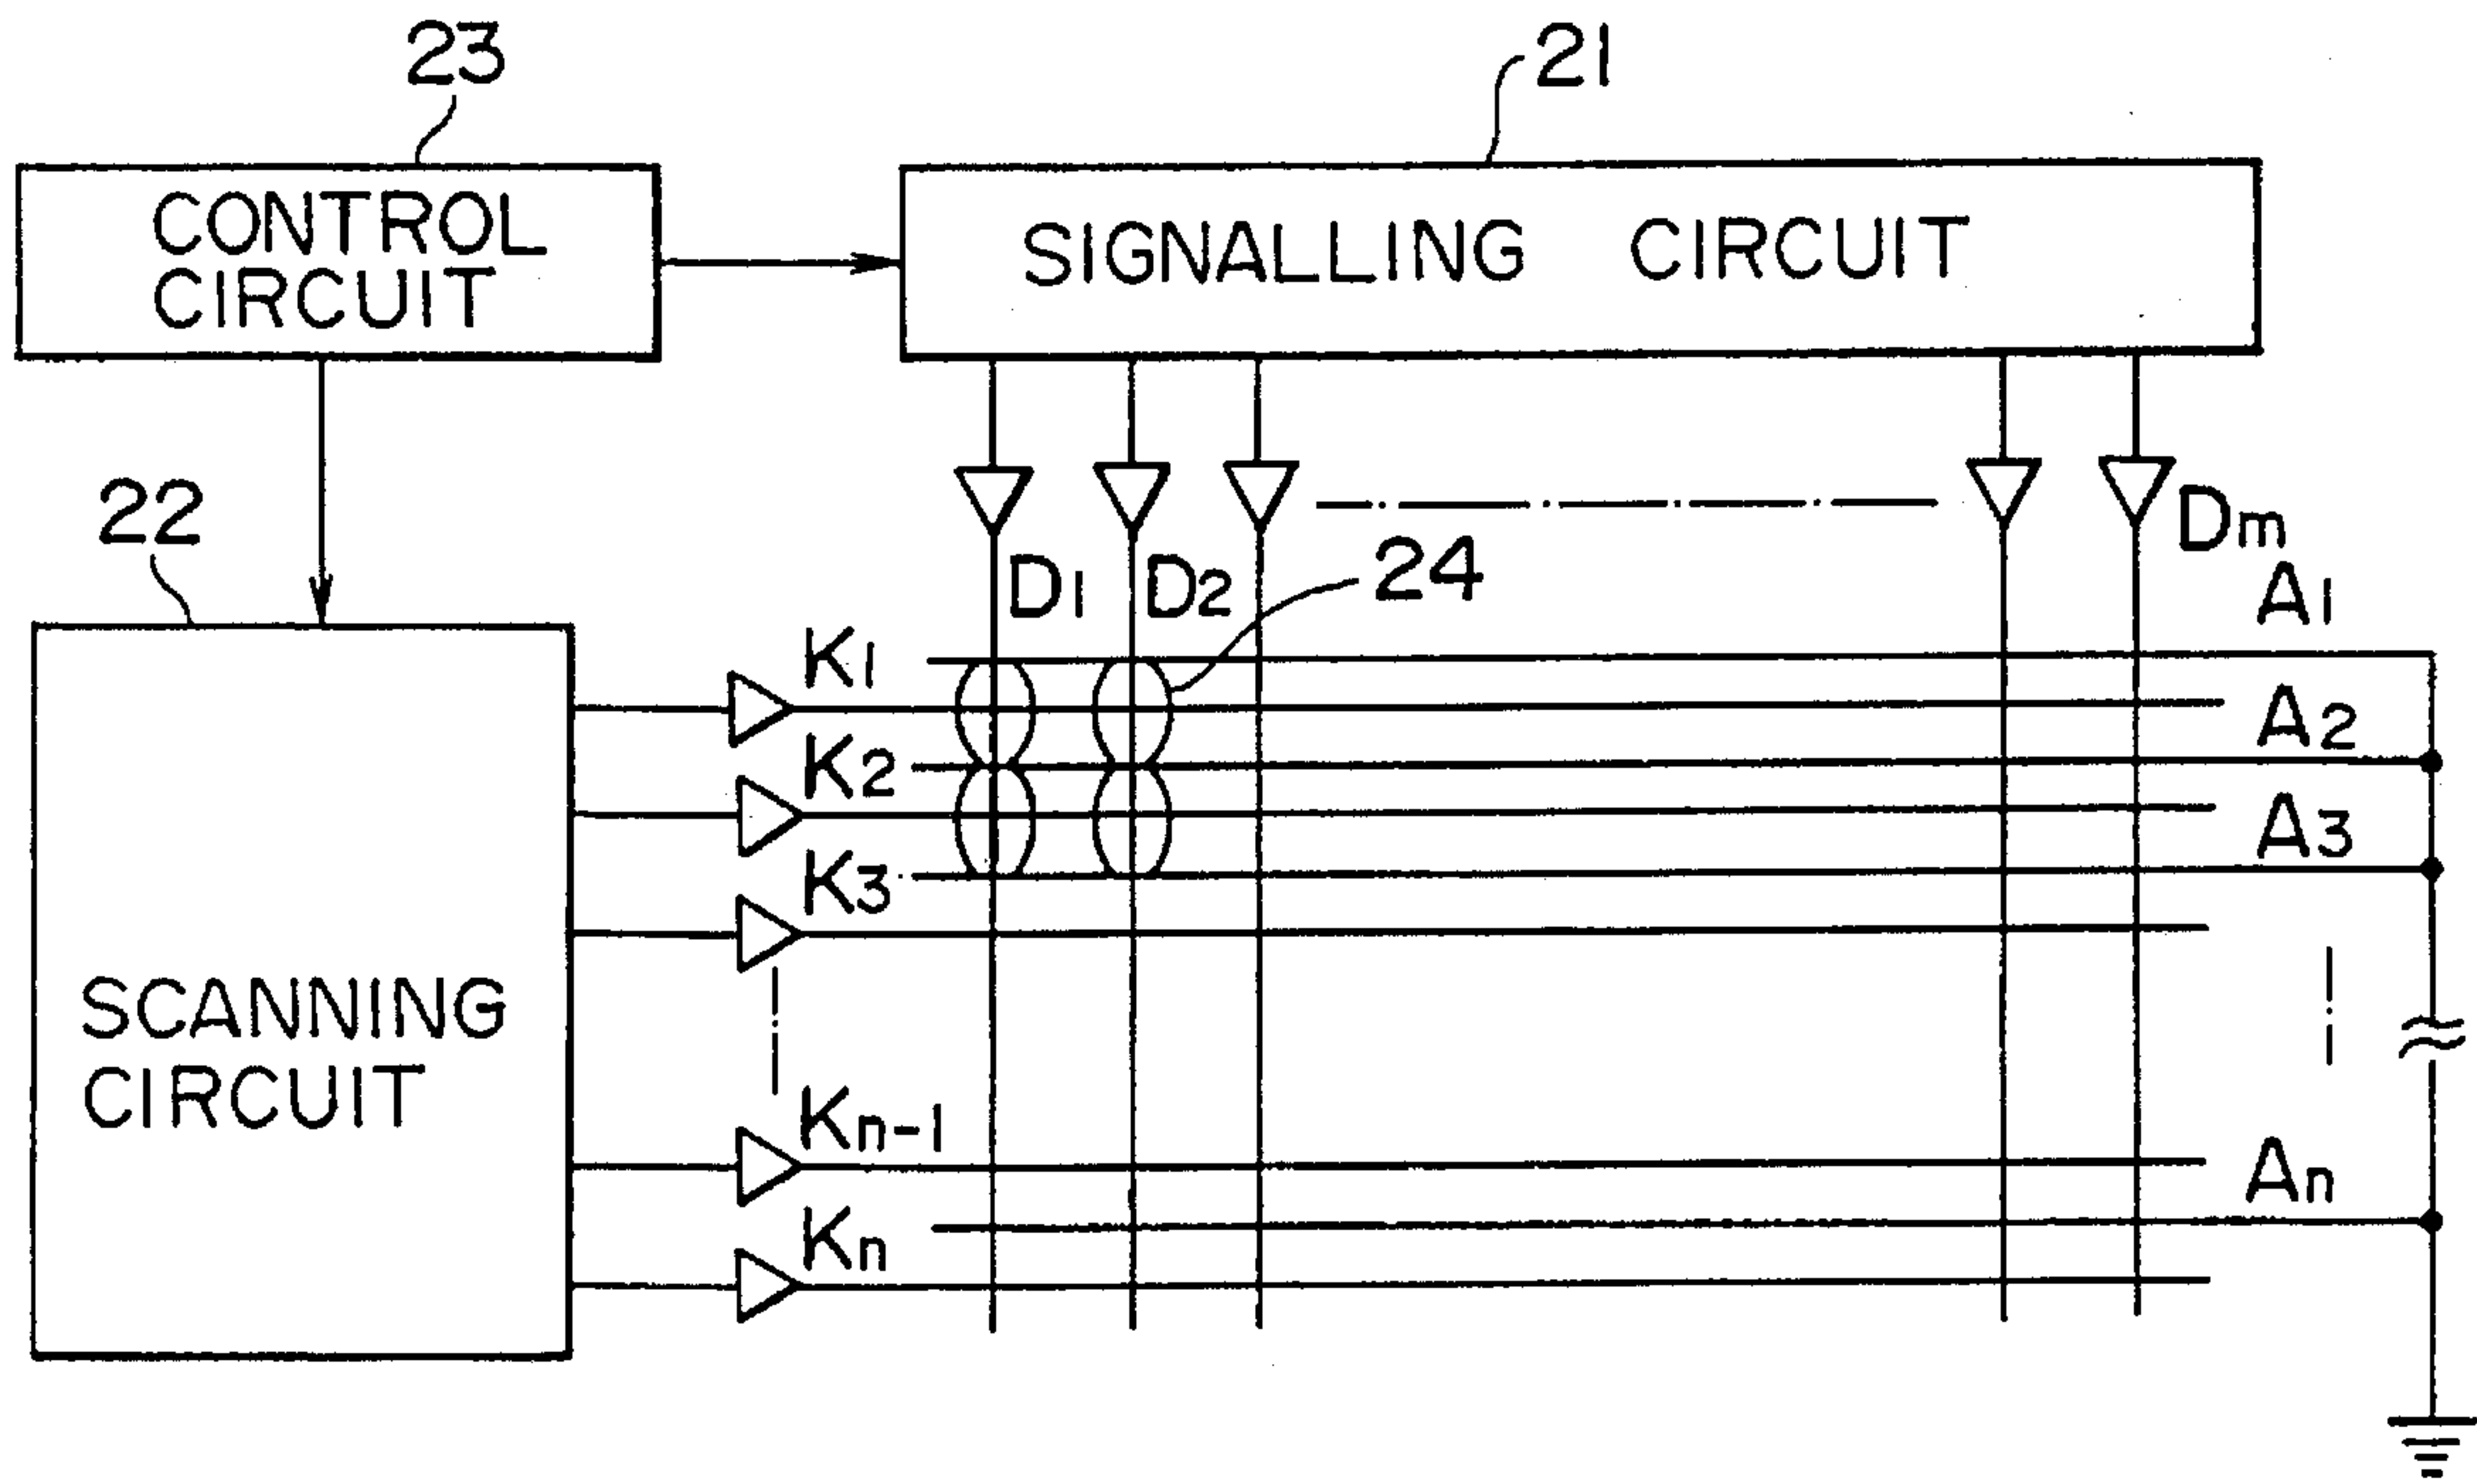 23
21
CONTROL
CIRCUIT
SIGNALLING CIRCUIT
22
Dm
D1
D2
24
A1
K1
A2
K2
A3
K3
SCANNING
CIRCUIT
Kn-1
An
Kn